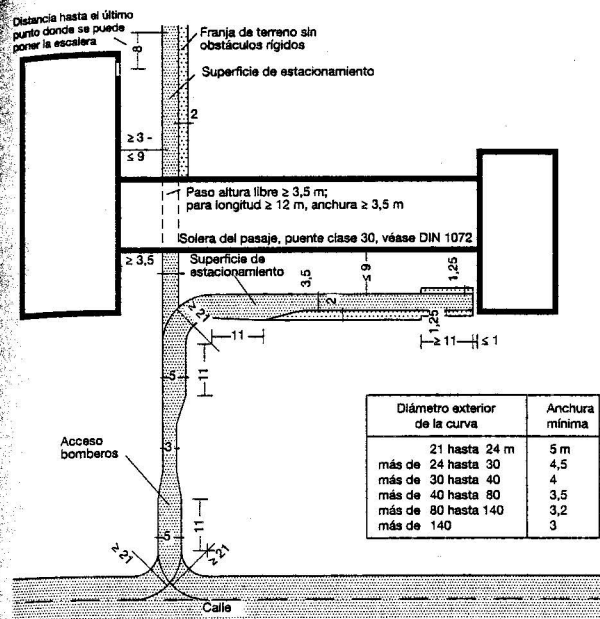 Distancia hasta el último
punto donde se puede
poner la escalera
8
Franja de terreno sin
obstáculos rígidos
Superficie de estacionamiento
2
≥ 3 -
≤ 9
Paso altura libre ≥ 3,5 m;
para longitud ≥ 12 m, anchura ≥ 3,5 m
Solera del pasaje, puente clase 30, véase DIN 1072
≥ 3,5
Superficie de
estacionamiento
3,5
≤ 9
1,25
2
≥ 21
11
1,25
≥ 11
≤ 1
11
5
Diámetro exterior
de la curva
Anchura
mínima
21 hasta 24 m 5 m
más de 24 hasta 30 4,5
más de 30 hasta 40 4
más de 40 hasta 80 3,5
más de 80 hasta 140 3,2
más de 140 3
Acceso
bomberos
3
11
5
≥ 21
≥ 21
Calle